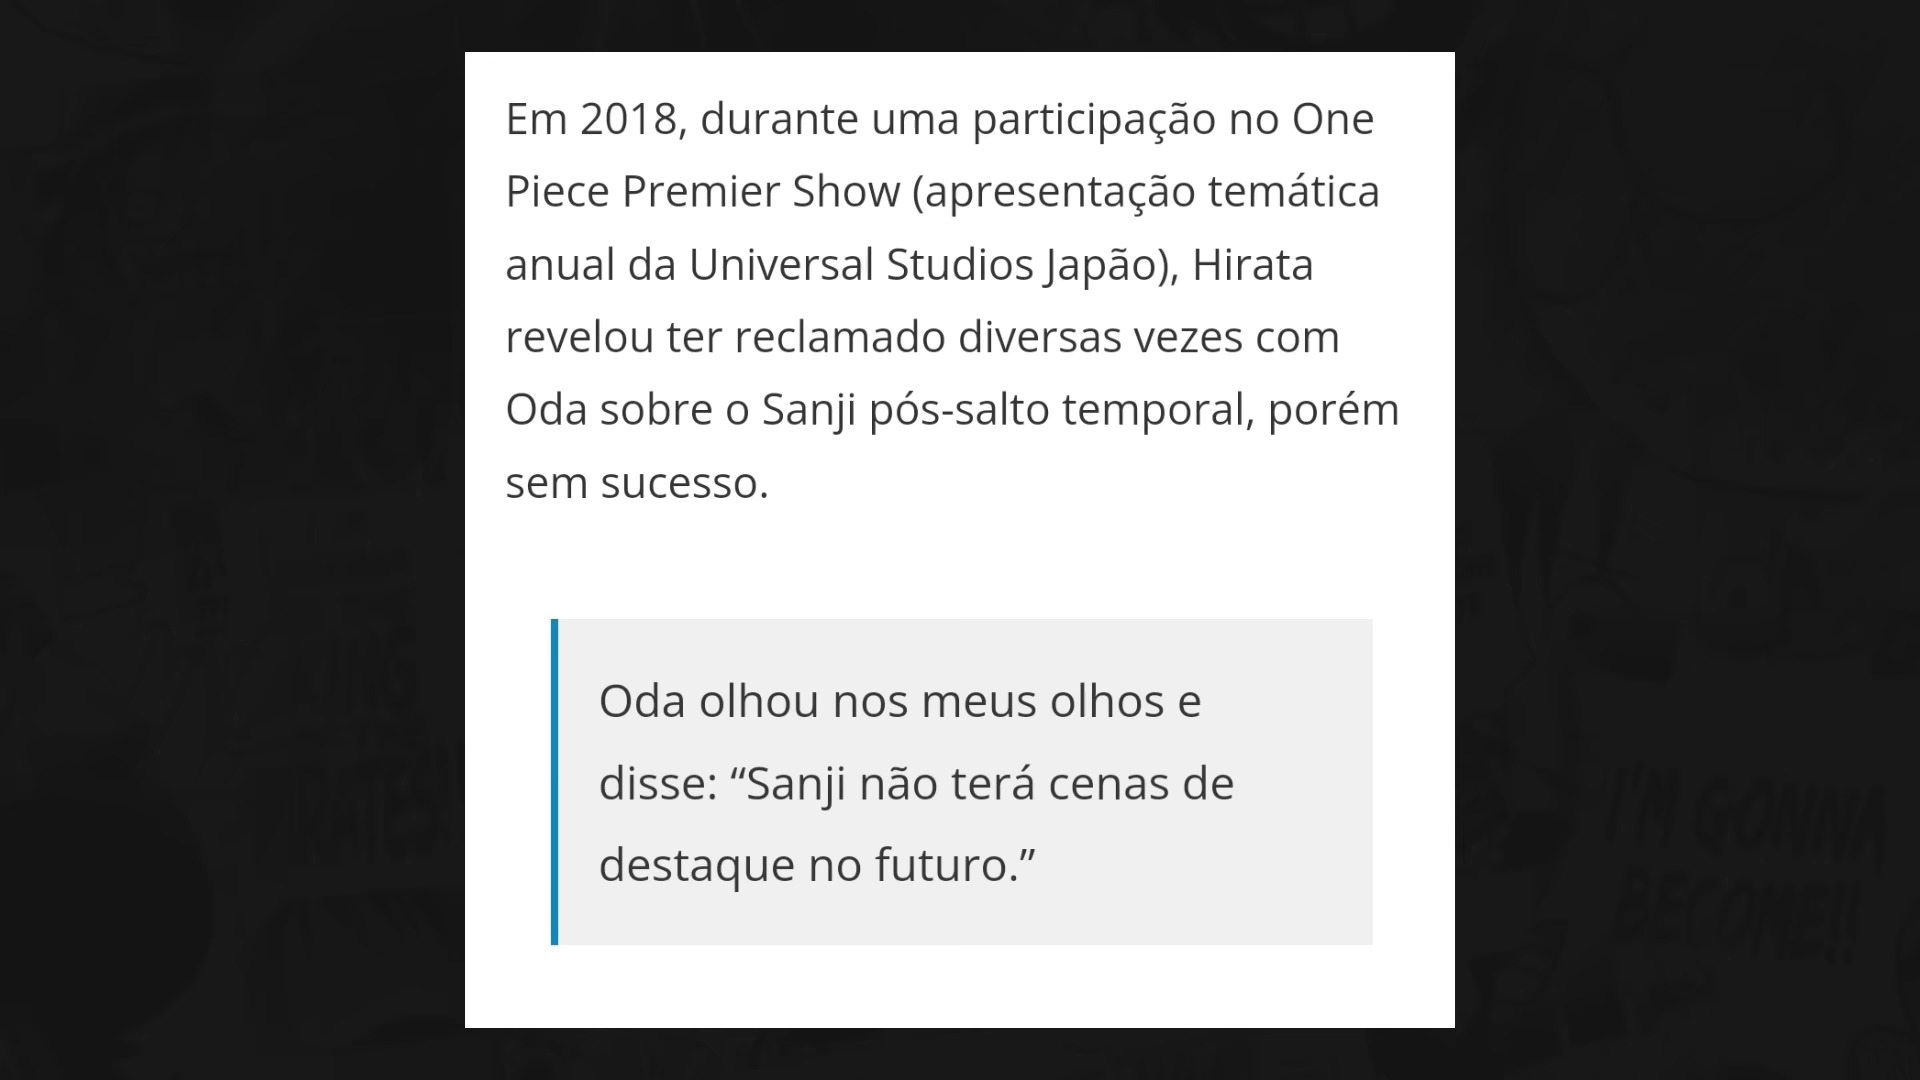 Em 2018, durante uma participação no One
Piece Premier Show (apresentação temática
anual da Universal Studios Japão), Hirata
revelou ter reclamado diversas vezes com
Oda sobre o Sanji pós-salto temporal, porém
sem sucesso.
Oda olhou nos meus olhos e
disse: “Sanji não terá cenas de
destaque no futuro.”
I'M GONNA
BECOME!!